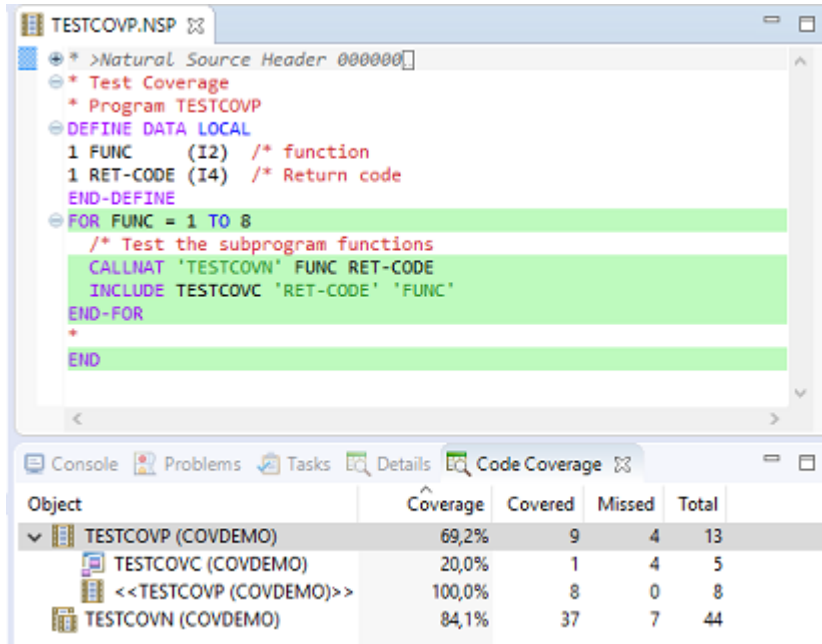 TESTCOVP.NSP
* >Natural Source Header 000000
* Test Coverage
* Program TESTCOVP
DEFINE DATA LOCAL
1 FUNC     (I2)  /* function
1 RET-CODE (I4)  /* Return code
END-DEFINE
FOR FUNC = 1 TO 8
/* Test the subprogram functions
CALLNAT 'TESTCOVN' FUNC RET-CODE
INCLUDE TESTCOVC 'RET-CODE' 'FUNC'
END-FOR
*
END
Console Problems Tasks Details Code Coverage
Object Coverage Covered Missed Total
TESTCOVP (COVDEMO) 69,2% 9 4 13
TESTCOVC (COVDEMO) 20,0% 1 4 5
<<TESTCOVP (COVDEMO)>> 100,0% 8 0 8
TESTCOVN (COVDEMO) 84,1% 37 7 44